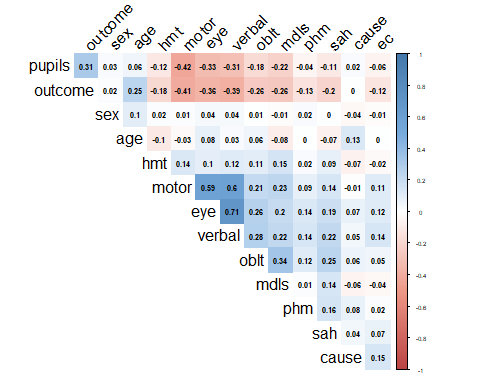 outcome sex age hmt motor eye verbal oblt mdls phm sah cause ec
pupils 0.31 0.03 0.06 -0.12 -0.42 -0.33 -0.31 -0.18 -0.22 -0.04 -0.11 0.02 -0.06 1
outcome 0.02 0.25 -0.18 -0.41 -0.36 -0.39 -0.26 -0.26 -0.13 -0.2 0 -0.12 0.8
sex 0.1 0.02 0.01 0.04 0.04 0.01 -0.01 0.02 0 -0.04 -0.01 0.6
age -0.1 -0.03 0.08 0.03 0.06 -0.08 0 -0.07 0.13 0 0.4
hmt 0.14 0.1 0.12 0.11 0.15 0.02 0.09 -0.07 -0.02
motor 0.59 0.6 0.21 0.23 0.09 0.14 -0.01 0.11 0.2
eye 0.71 0.26 0.2 0.14 0.19 0.07 0.12 0
verbal 0.28 0.22 0.14 0.22 0.05 0.14 -0.2
oblt 0.34 0.12 0.25 0.06 0.05
mdls 0.01 0.14 -0.06 -0.04 -0.4
phm 0.16 0.08 0.02 -0.6
sah 0.04 0.07 -0.8
cause 0.15 -1